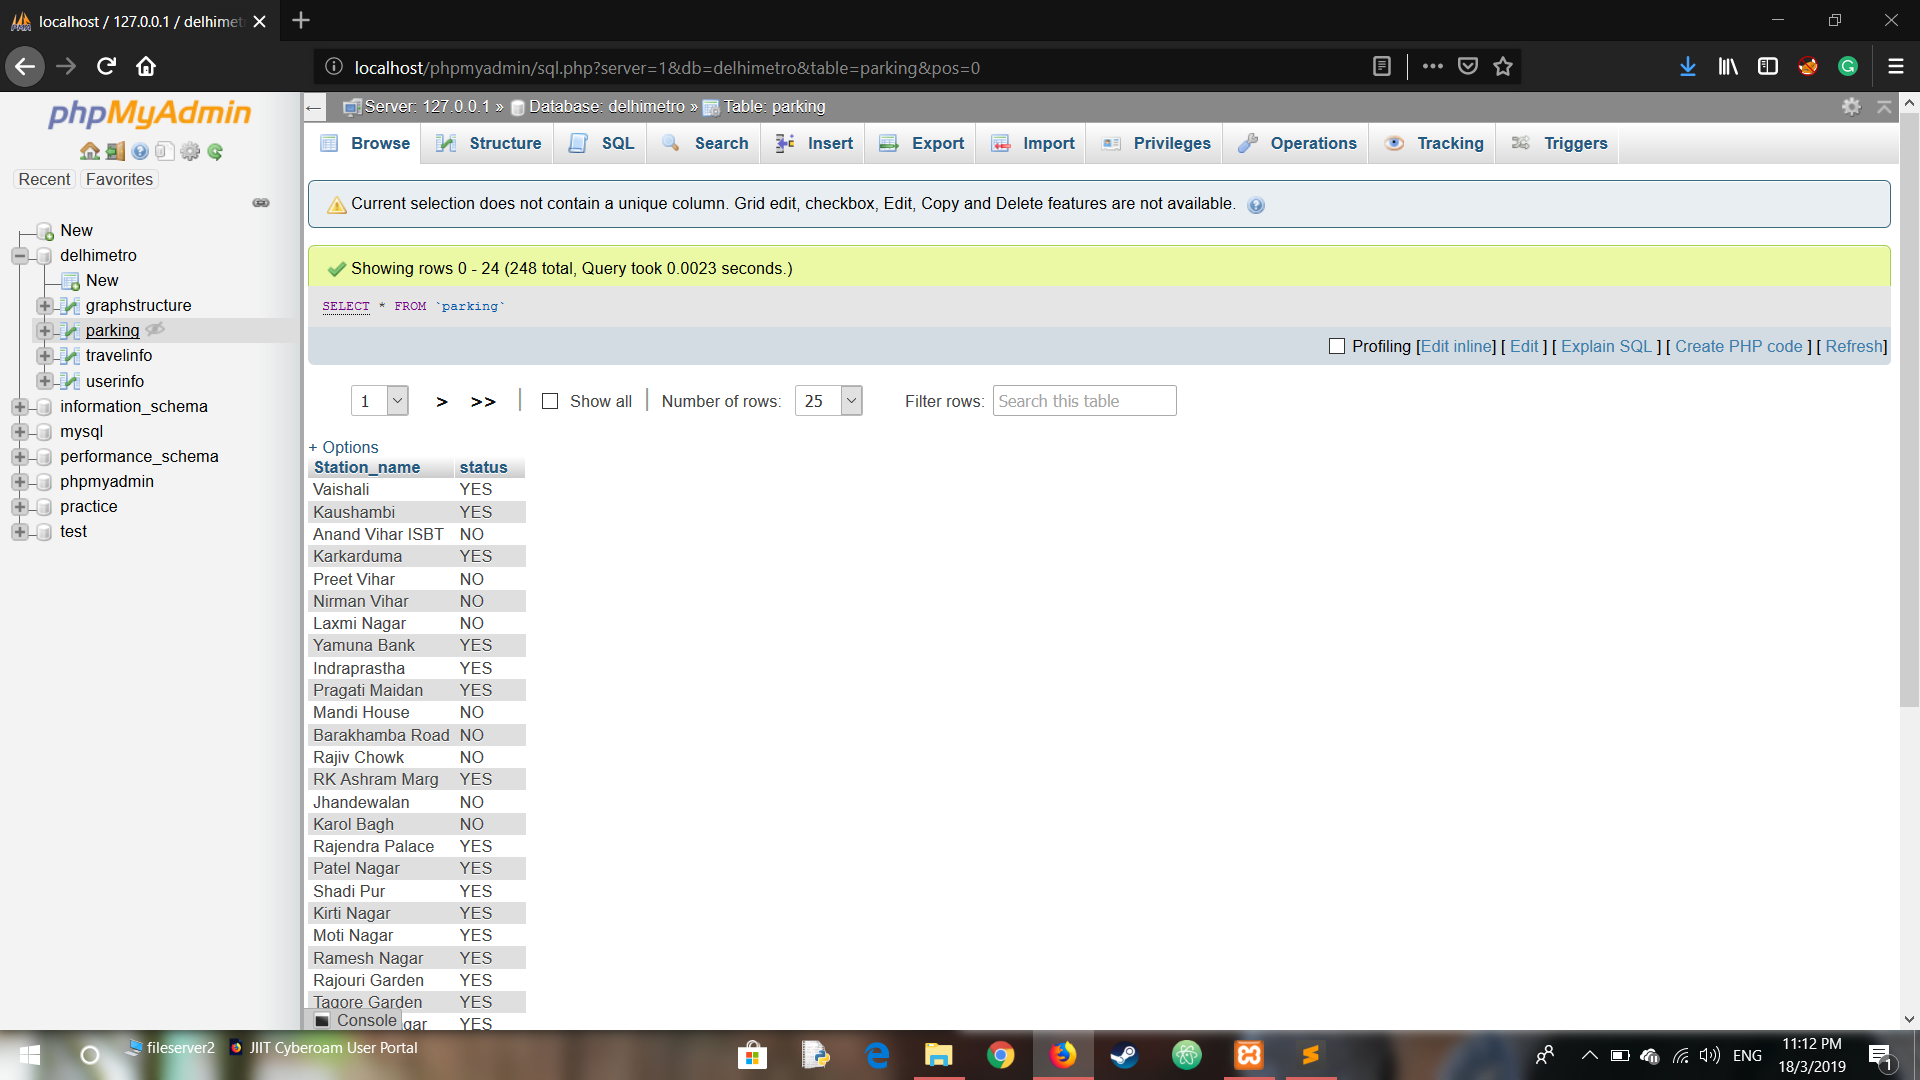 localhost / 127.0.0.1 / delhimet
localhost/phpmyadmin/sql.php?server=1&db=delhimetro&table=parking&pos=0
phpMyAdmin
Recent Favorites
New
delhimetro
New
graphstructure
parking
travelinfo
userinfo
information_schema
mysql
performance_schema
phpmyadmin
practice
test
Server: 127.0.0.1 » Database: delhimetro » Table: parking
Browse Structure SQL Search Insert Export Import Privileges Operations Tracking Triggers
Current selection does not contain a unique column. Grid edit, checkbox, Edit, Copy and Delete features are not available.
Showing rows 0 - 24 (248 total, Query took 0.0023 seconds.)
SELECT * FROM `parking`
Profiling [Edit inline] [ Edit ] [ Explain SQL ] [ Create PHP code ] [ Refresh]
1 > >> | Show all | Number of rows: 25 Filter rows: Search this table
+ Options
Station_name status
Vaishali YES
Kaushambi YES
Anand Vihar ISBT NO
Karkarduma YES
Preet Vihar NO
Nirman Vihar NO
Laxmi Nagar NO
Yamuna Bank YES
Indraprastha YES
Pragati Maidan YES
Mandi House NO
Barakhamba Road NO
Rajiv Chowk NO
RK Ashram Marg YES
Jhandewalan NO
Karol Bagh NO
Rajendra Palace YES
Patel Nagar YES
Shadi Pur YES
Kirti Nagar YES
Moti Nagar YES
Ramesh Nagar YES
Rajouri Garden YES
Tagore Garden YES
gar YES
Console
fileserver2 JIIT Cyberoam User Portal
ENG
11:12 PM
18/3/2019
1